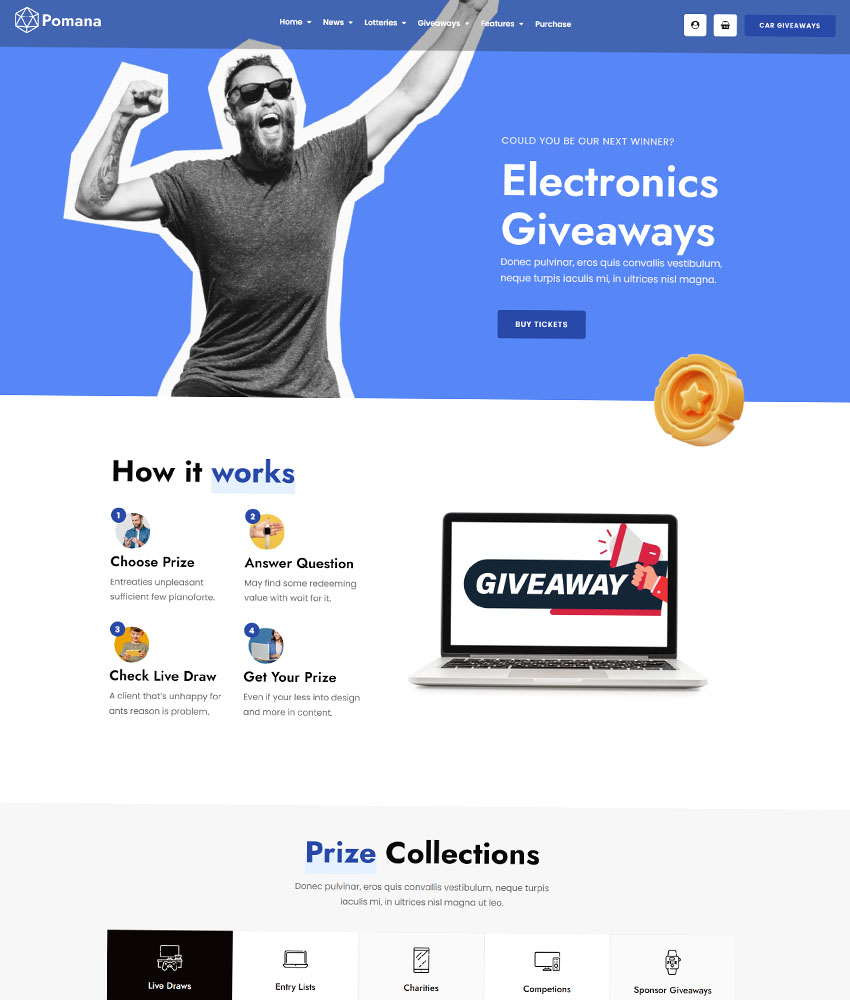 Pomana
Home
News
Lotteries
Giveaways
Features
Purchase
CAR GIVEAWAYS
COULD YOU BE OUR NEXT WINNER?
Electronics
Giveaways
Donec pulvinar, eros quis convallis vestibulum,
neque turpis iaculis mi, in ultrices nisl magna.
BUY TICKETS
How it works
1
Choose Prize
Entreaties unpleasant
sufficient few pianoforte.
2
Answer Question
May find some redeeming
value with wait for it.
3
Check Live Draw
A client that's unhappy for
ants reason is problem.
4
Get Your Prize
Even if your less into design
and more in content.
GIVEAWAY
Prize Collections
Donec pulvinar, eros quis convallis vestibulum, neque turpis
iaculis mi, in ultrices nisl magna ut leo.
Live Draws
Entry Lists
Charities
Competions
Sponsor Giveaways